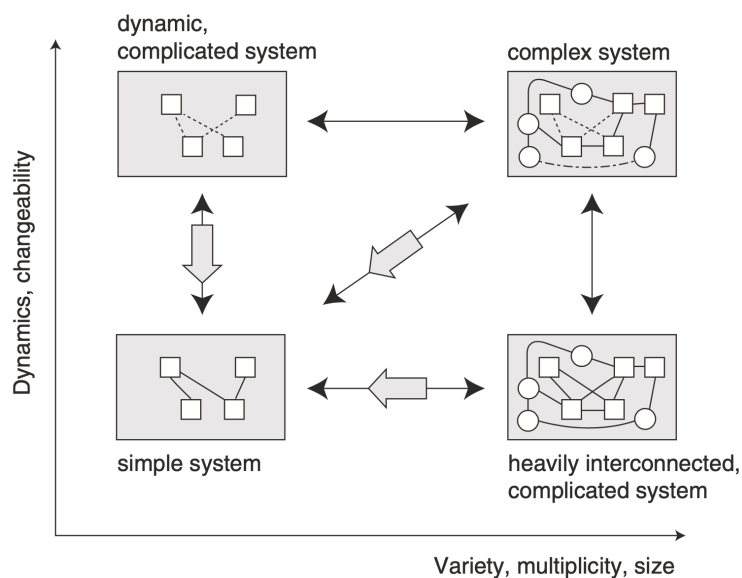 dynamic,
complicated system
complex system
Dynamics, changeability
simple system
heavily interconnected,
complicated system
Variety, multiplicity, size